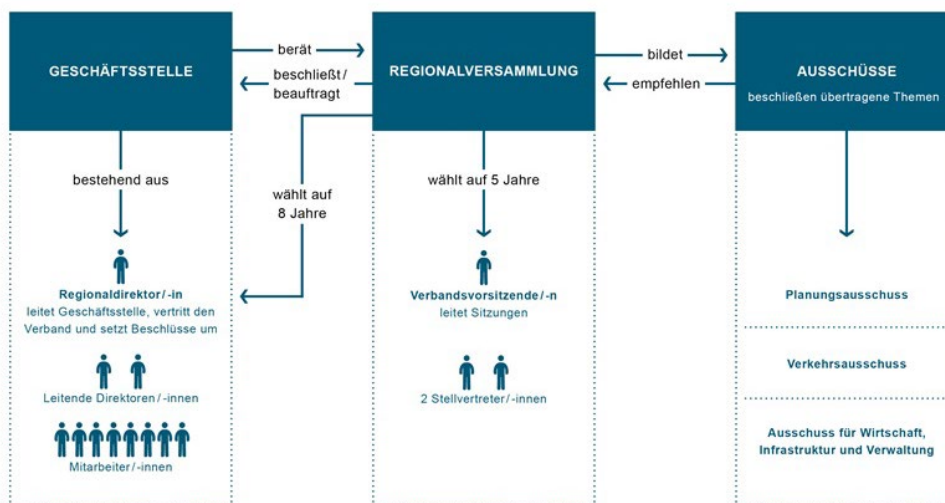 GESCHÄFTSSTELLE
berät
beschließt/
beauftragt
REGIONALVERSAMMLUNG
bildet
empfehlen
AUSSCHÜSSE
beschließen übertragene Themen
bestehend aus
wählt auf
8 Jahre
wählt auf 5 Jahre
Regionaldirektor/-in
leitet Geschäftsstelle, vertritt den
Verband und setzt Beschlüsse um
Leitende Direktoren/-innen
Mitarbeiter/-innen
Verbandsvorsitzende/-n
leitet Sitzungen
2 Stellvertreter/-innen
Planungsausschuss
Verkehrsausschuss
Ausschuss für Wirtschaft,
Infrastruktur und Verwaltung